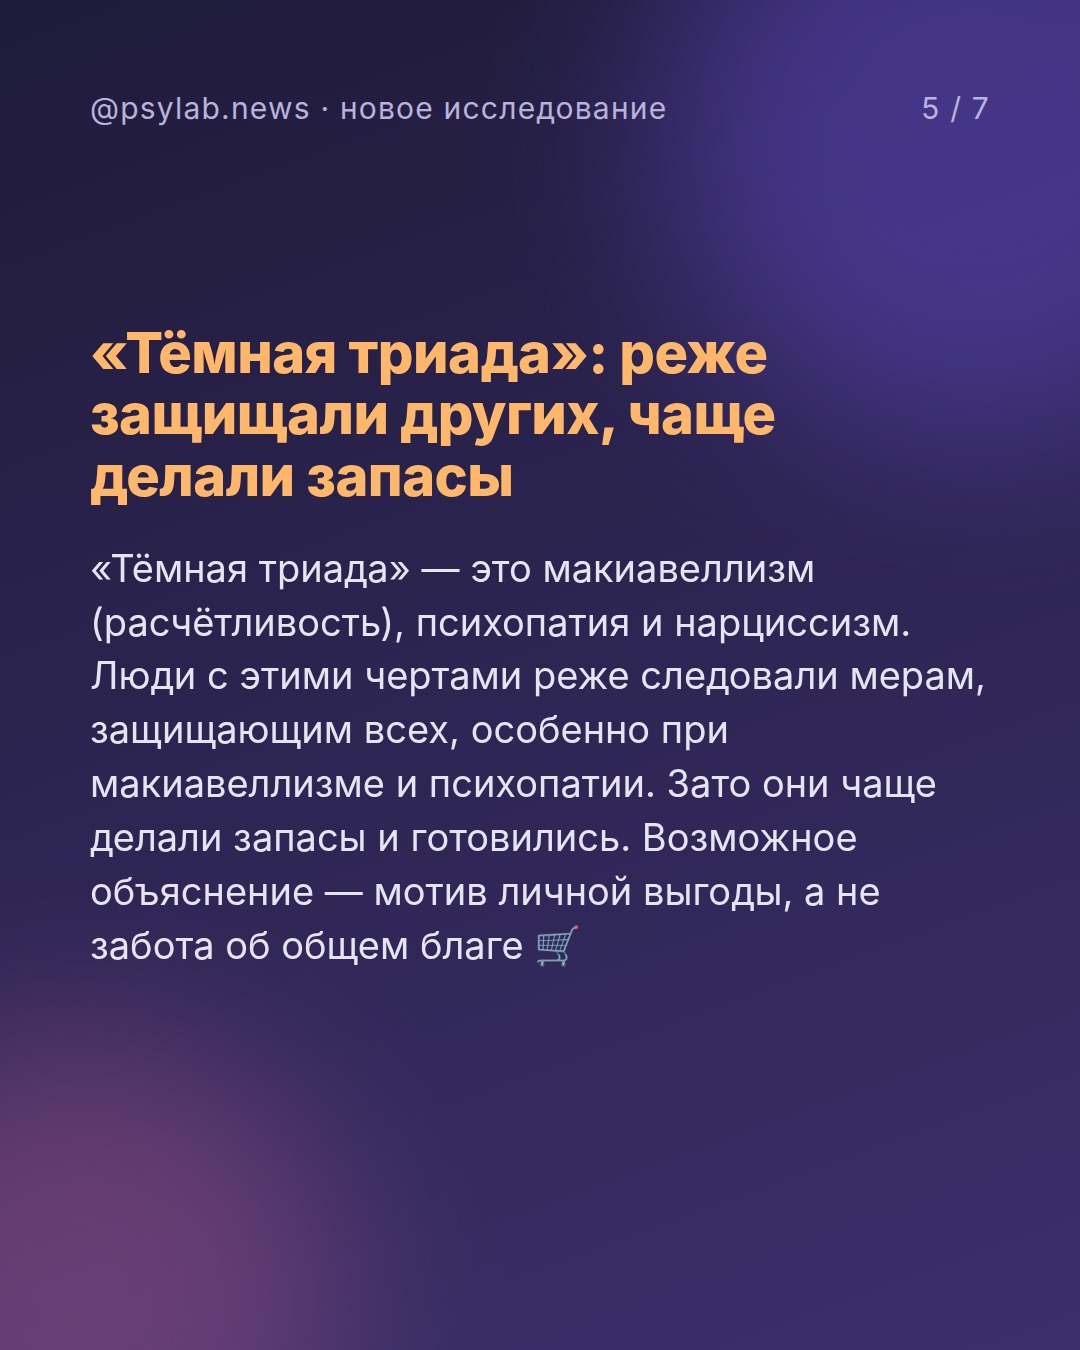 @psylab.news · новое исследование
5 / 7
«Тёмная триада»: реже
защищали других, чаще
делали запасы
«Тёмная триада» — это макиавеллизм
(расчётливость), психопатия и нарциссизм.
Люди с этими чертами реже следовали мерам,
защищающим всех, особенно при
макиавеллизме и психопатии. Зато они чаще
делали запасы и готовились. Возможное
объяснение — мотив личной выгоды, а не
забота об общем благе 🛒